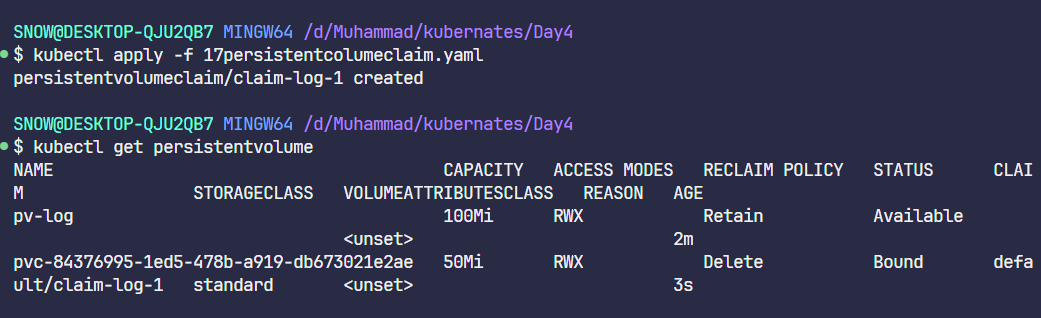 SNOW@DESKTOP-QJU2QB7 MINGW64 /d/Muhammad/kubernates/Day4
$ kubectl apply -f 17persistentcolumeclaim.yaml
persistentvolumeclaim/claim-log-1 created
SNOW@DESKTOP-QJU2QB7 MINGW64 /d/Muhammad/kubernates/Day4
$ kubectl get persistentvolume
NAME CAPACITY ACCESS MODES RECLAIM POLICY STATUS CLAI
M STORAGECLASS VOLUMEATTRIBUTESCLASS REASON AGE
pv-log 100Mi RWX Retain Available
<unset> 2m
pvc-84376995-1ed5-478b-a919-db673021e2ae 50Mi RWX Delete Bound defa
ult/claim-log-1 standard <unset> 3s